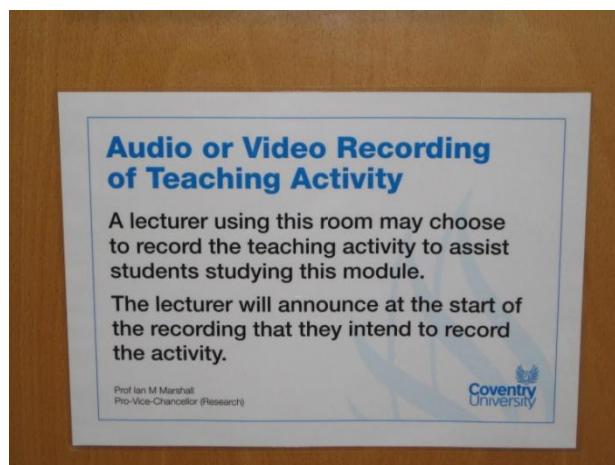 Audio or Video Recording
of Teaching Activity
A lecturer using this room may choose
to record the teaching activity to assist
students studying this module.
The lecturer will announce at the start of
the recording that they intend to record
the activity.
Prof Ian M Marshall
Pro-Vice-Chancellor (Research)
Coventry
University